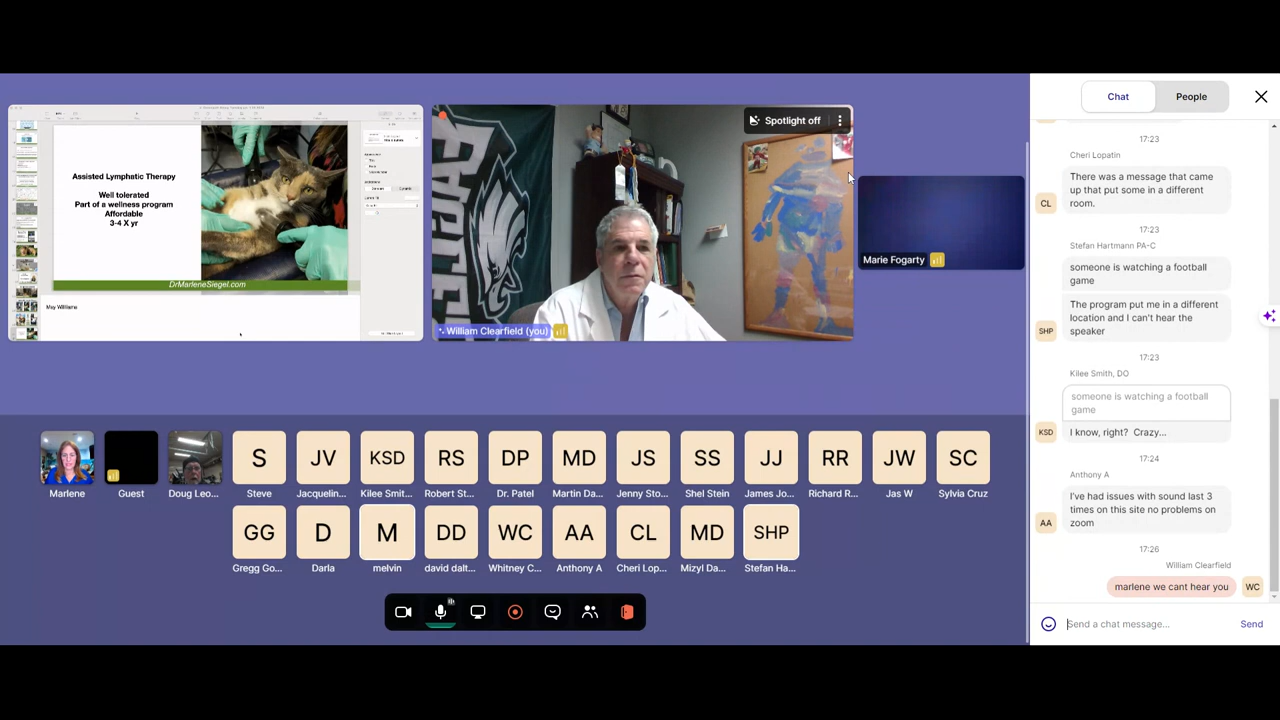 Assisted Lymphatic Therapy
Well tolerated
Part of a wellness program
Affordable
3-4 X yr
DrMarleneSiegel.com
May Williams
EAGLES
Spotlight off
William Clearfield (you)
Marie Fogarty
Marlene
Guest
Doug Leo...
S
Steve
JV
Jacquelin...
KSD
Kilee Smit...
RS
Robert St...
DP
Dr. Patel
MD
Martin Da...
JS
Jenny Sto...
SS
Shel Stein
JJ
James Jo...
RR
Richard R...
JW
Jas W
SC
Sylvia Cruz
GG
Gregg Go...
D
Darla
M
melvin
DD
david dalt...
WC
Whitney C...
AA
Anthony A
CL
Cheri Lop...
MD
Mizyl Da...
SHP
Stefan Ha...
Chat
People
17:23
Cheri Lopatin
There was a message that came
up that put some in a different
room.
CL
17:23
Stefan Hartmann PA-C
someone is watching a football
game
The program put me in a different
location and I can't hear the
speaker
SHP
17:23
Kilee Smith, DO
someone is watching a football
game
I know, right? Crazy...
KSD
17:24
Anthony A
I've had issues with sound last 3
times on this site no problems on
zoom
AA
17:26
William Clearfield
marlene we cant hear you
WC
Send a chat message...
Send